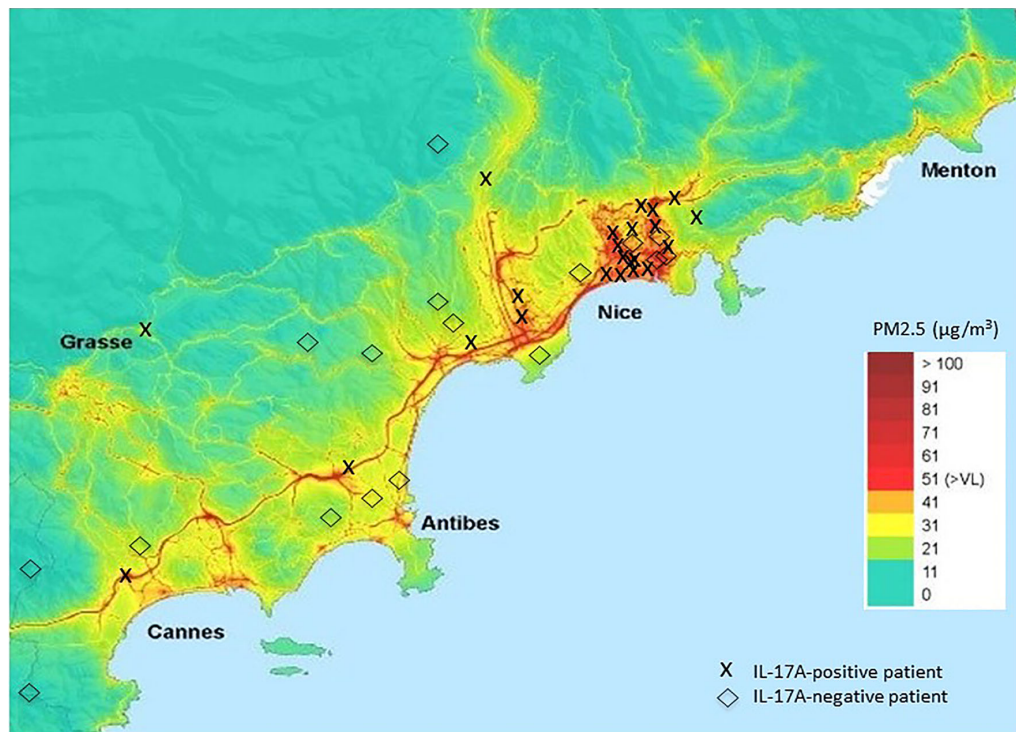 Menton
Nice
Grasse
PM2.5 (µg/m³)
> 100
91
81
71
61
51 (>VL)
41
31
21
11
0
Antibes
Cannes
X IL-17A-positive patient
IL-17A-negative patient